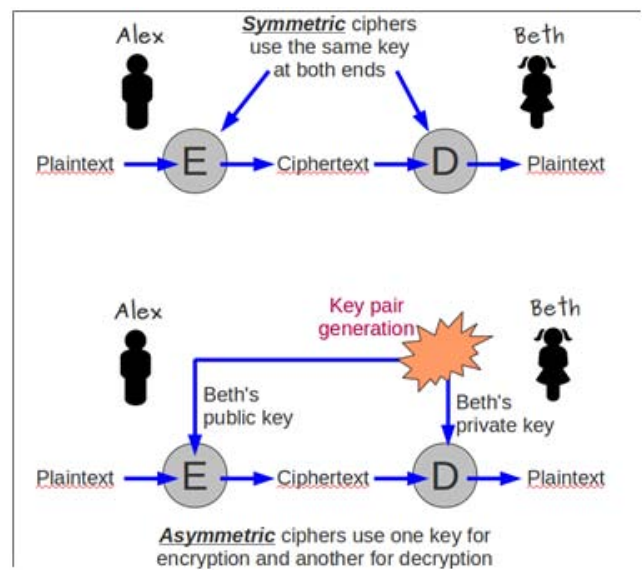 Alex
Symmetric ciphers
use the same key
at both ends
Beth
Plaintext
E
Ciphertext
D
Plaintext
Alex
Key pair
generation
Beth
Beth's
public key
Beth's
private key
Plaintext
E
Ciphertext
D
Plaintext
Asymmetric ciphers use one key for
encryption and another for decryption